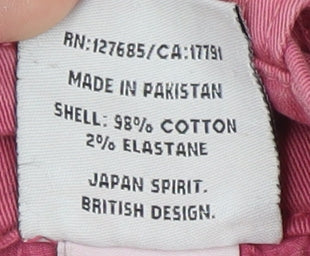 RN:127685/CA:17791
MADE IN PAKISTAN
SHELL: 98% COTTON
2% ELASTANE
JAPAN SPIRIT.
BRITISH DESIGN.